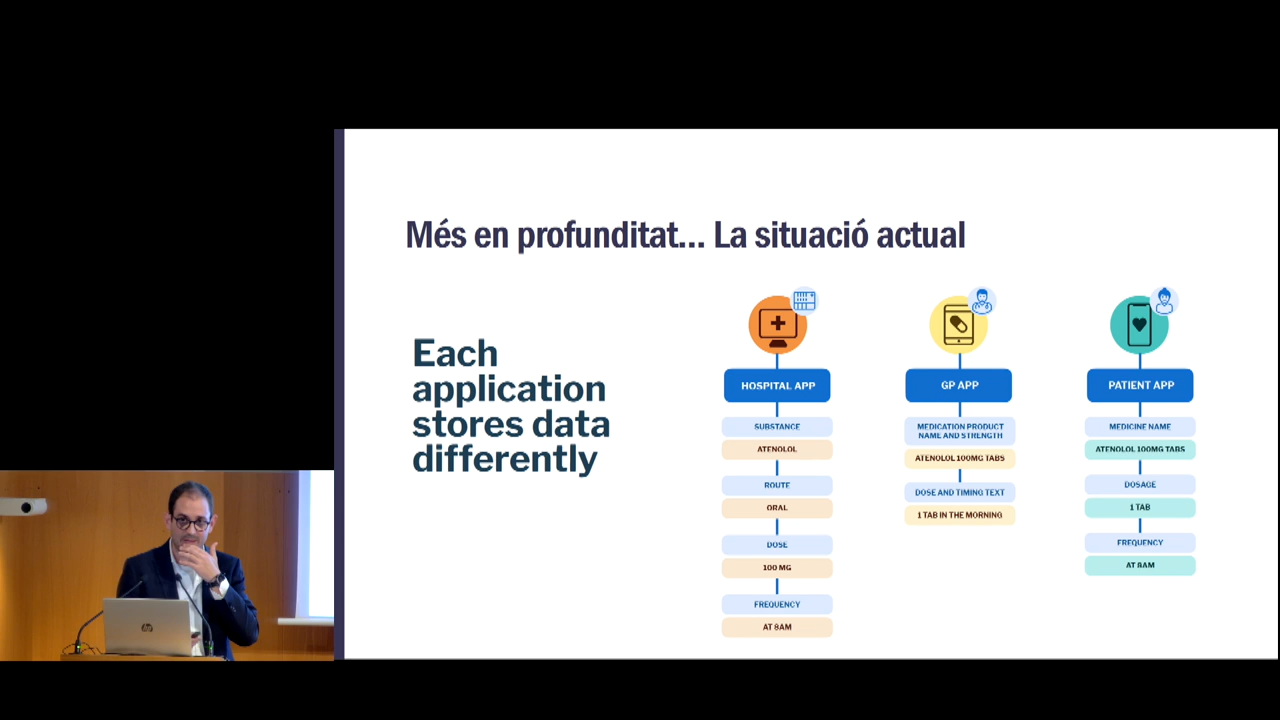 Més en profunditat... La situació actual
Each
application
stores data
differently
HOSPITAL APP
SUBSTANCE
ATENOLOL
ROUTE
ORAL
DOSE
100 MG
FREQUENCY
AT 8AM
GP APP
MEDICATION PRODUCT
NAME AND STRENGTH
ATENOLOL 100MG TABS
DOSE AND TIMING TEXT
1 TAB IN THE MORNING
PATIENT APP
MEDICINE NAME
ATENOLOL 100MG TABS
DOSAGE
1 TAB
FREQUENCY
AT 8AM
hp